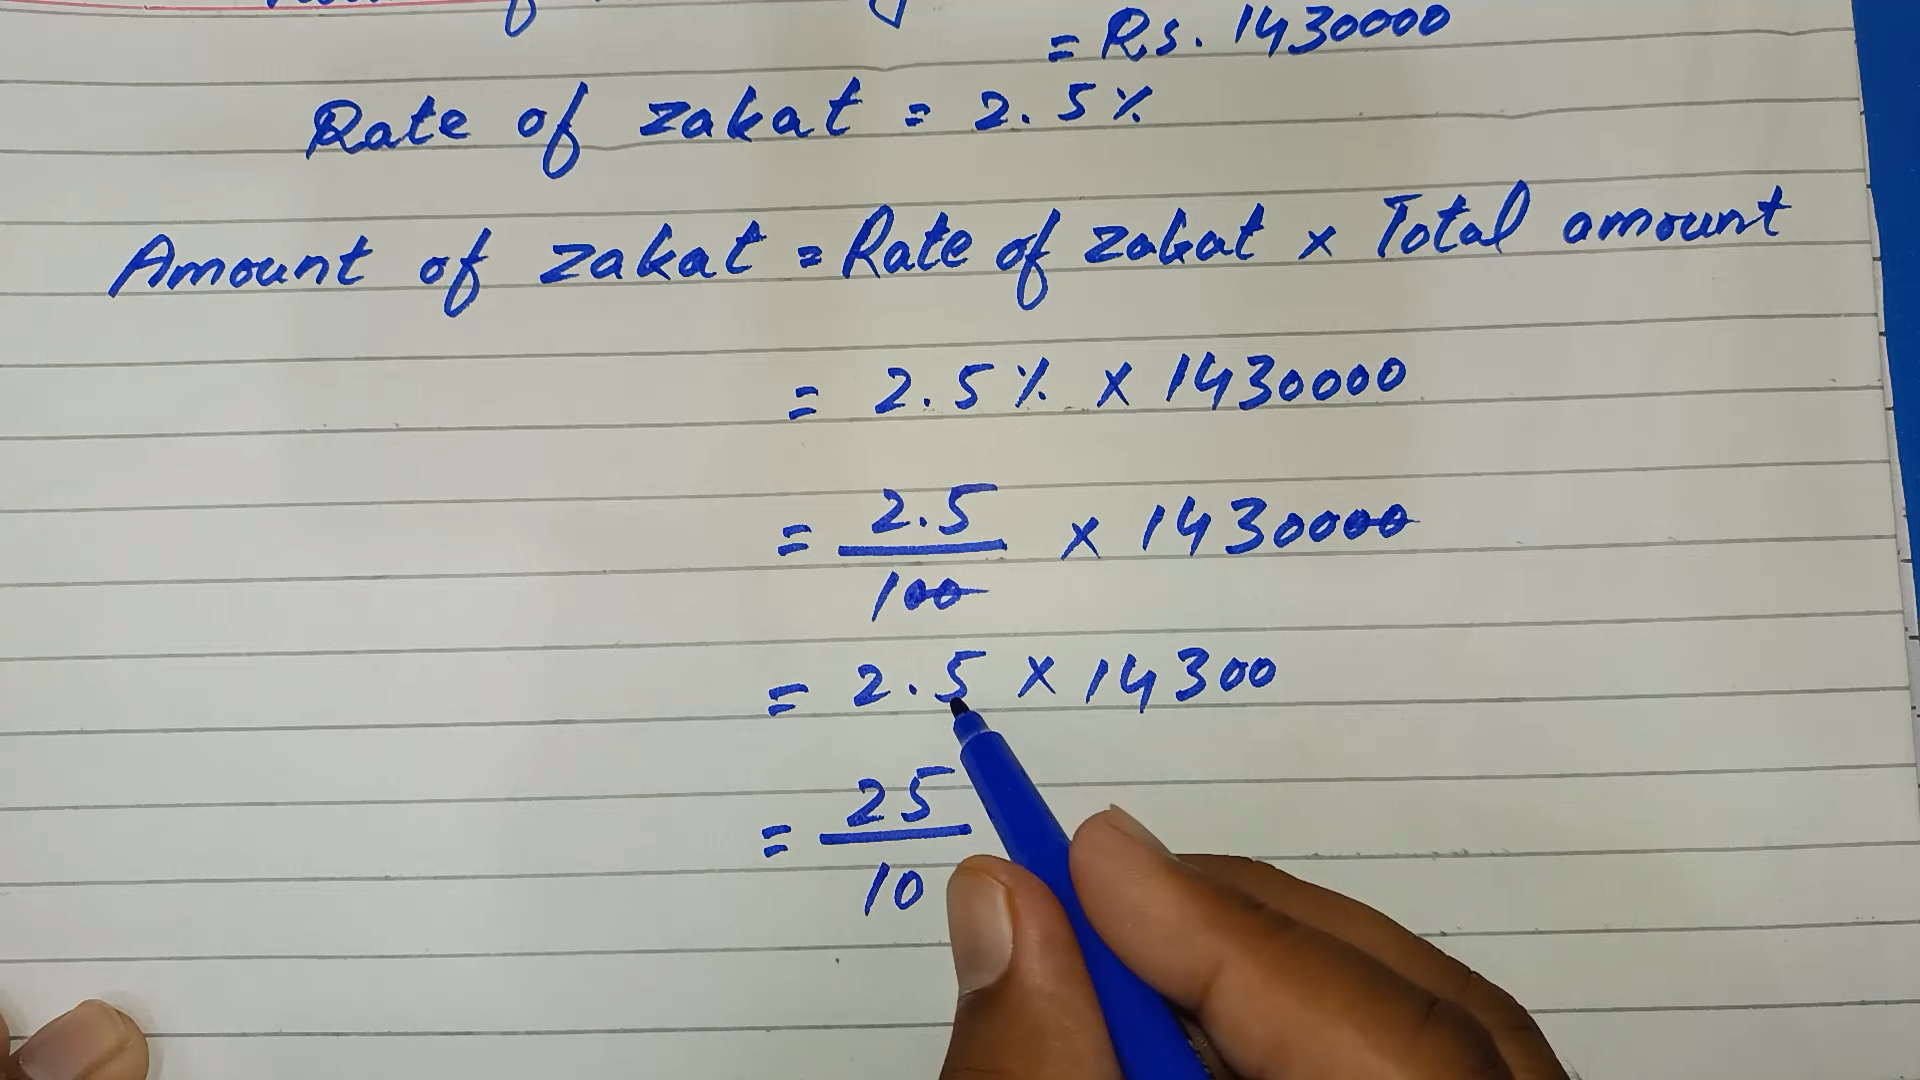 of
= Rs. 1430000
Rate of zakat = 2.5%
Amount of zakat = Rate of zakat × Total amount
= 2.5% × 1430000
= 2.5/100 × 1430000
= 2.5 × 14300
= 25/10